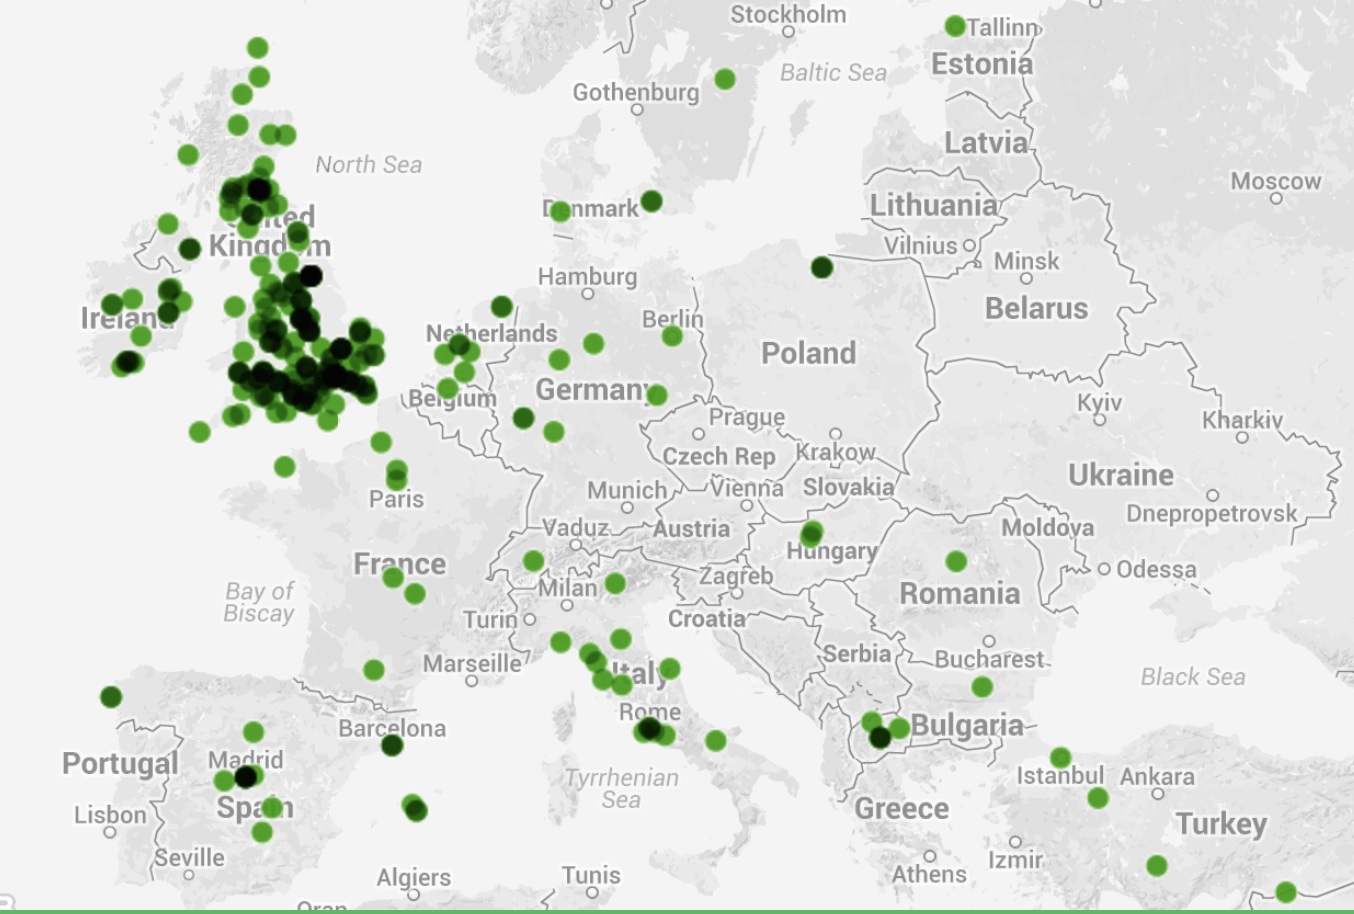 Stockholm
Tallinn
Estonia
Baltic Sea
Gothenburg
Latvia
North Sea
Moscow
Denmark
Lithuania
United
Kingdom
Vilnius
Minsk
Hamburg
Belarus
Ireland
Berlin
Netherlands
Poland
Germany
Belgium
Kyiv
Prague
Kharkiv
Krakow
Czech Rep
Ukraine
Paris
Munich
Vienna
Slovakia
Dnepropetrovsk
Vaduz
Austria
Moldova
Hungary
France
Odessa
Zagreb
Milan
Bay of
Biscay
Romania
Turin
Croatia
Serbia
Marseille
Bucharest
Italy
Black Sea
Rome
Barcelona
Bulgaria
Portugal
Madrid
Istanbul
Ankara
Tyrrhenian
Sea
Spain
Greece
Lisbon
Turkey
Seville
Izmir
Athens
Algiers
Tunis
Oran